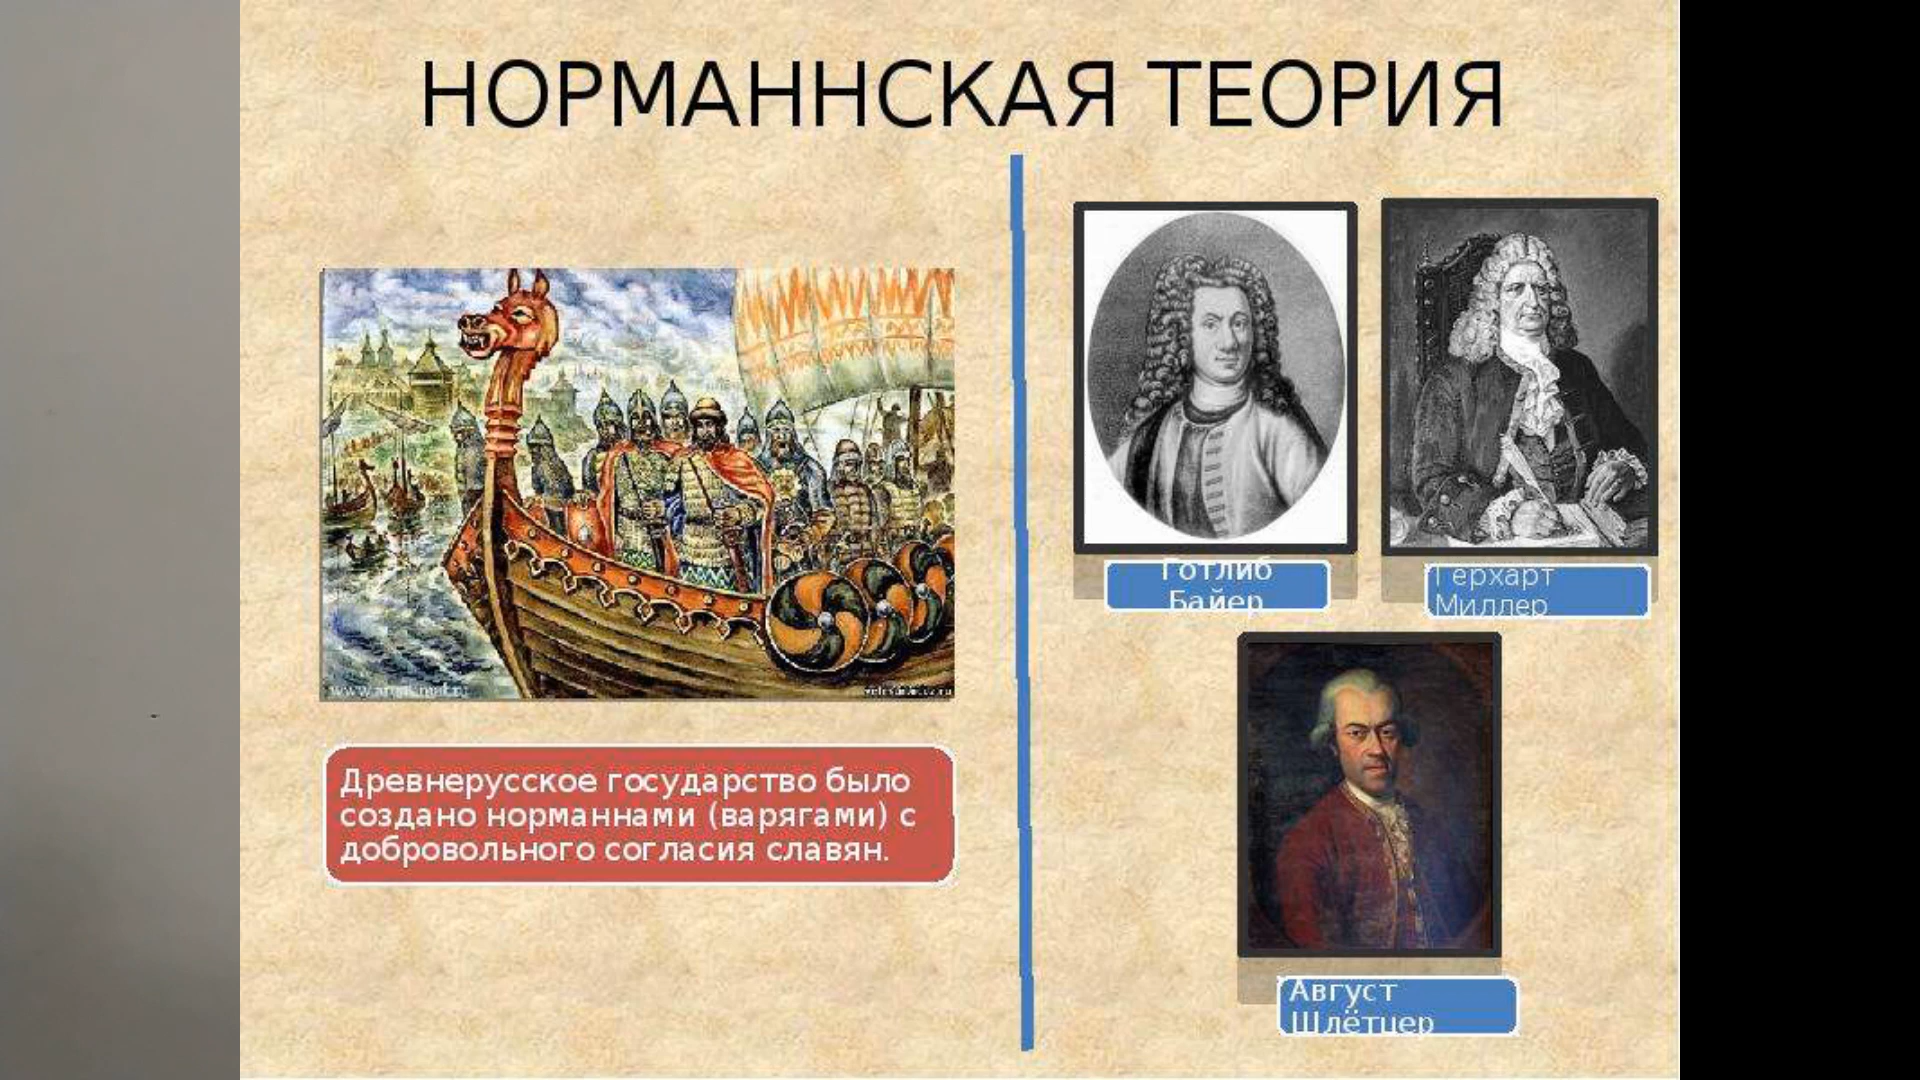 НОРМАННСКАЯ ТЕОРИЯ
Готлиб
Байер
Герхарт
Миллер
Древнерусское государство было
создано норманнами (варягами) с
добровольного согласия славян.
Август
Шлётцер